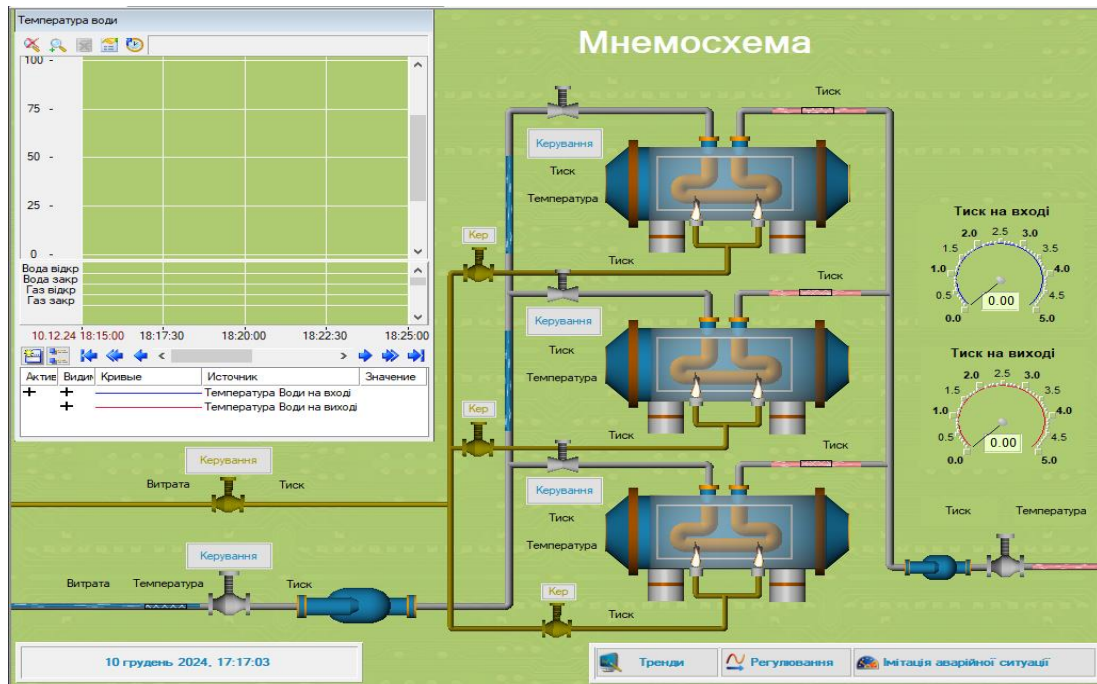 Температура води
100 -
75 -
50 -
25 -
0 -
Вода відкр
Вода закр
Газ відкр
Газ закр
10.12.24 18:15:00 18:17:30 18:20:00 18:22:30 18:25:00
Актив Видим Кривые Источник Значение
Температура Води на вході
Температура Води на виході
Мнемосхема
Тиск
Керування
Тиск
Температура
Кер
Тиск
Тиск
Керування
Тиск
Температура
Кер
Тиск
Тиск
Керування
Тиск
Температура
Кер
Тиск
Тиск на вході
0.0 0.5 1.0 1.5 2.0 2.5 3.0 3.5 4.0 4.5 5.0
0.00
Тиск на виході
0.0 0.5 1.0 1.5 2.0 2.5 3.0 3.5 4.0 4.5 5.0
0.00
Тиск Температура
Керування
Витрата Тиск
Керування
Витрата Температура Тиск
10 грудень 2024, 17:17:03
Тренди Регулювання Імітація аварійної ситуації